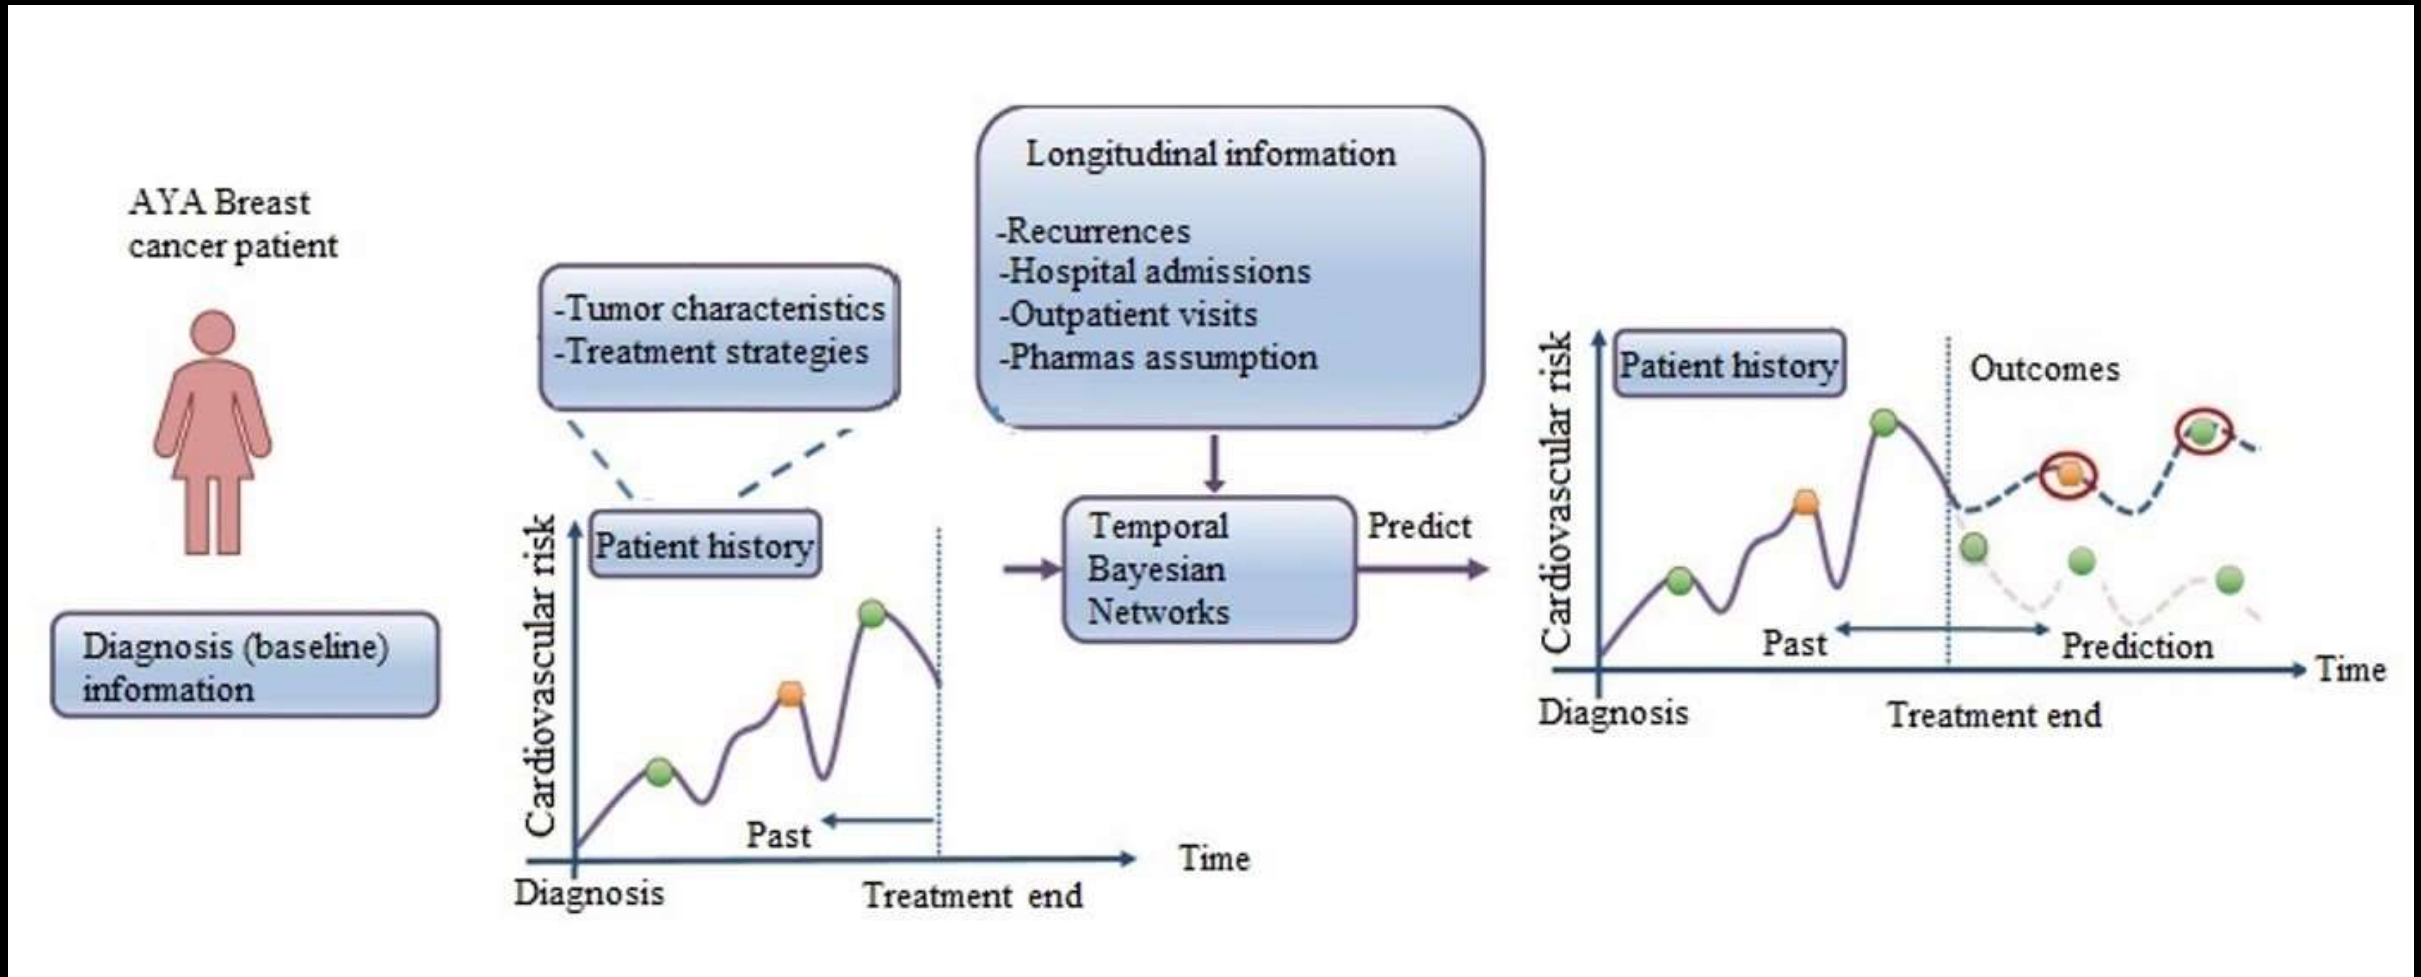 AYA Breast
cancer patient
Diagnosis (baseline)
information
-Tumor characteristics
-Treatment strategies
Patient history
Cardiovascular risk
Past
Time
Diagnosis
Treatment end
Longitudinal information
-Recurrences
-Hospital admissions
-Outpatient visits
-Pharmas assumption
Temporal
Bayesian
Networks
Predict
Patient history
Outcomes
Cardiovascular risk
Past
Prediction
Time
Diagnosis
Treatment end